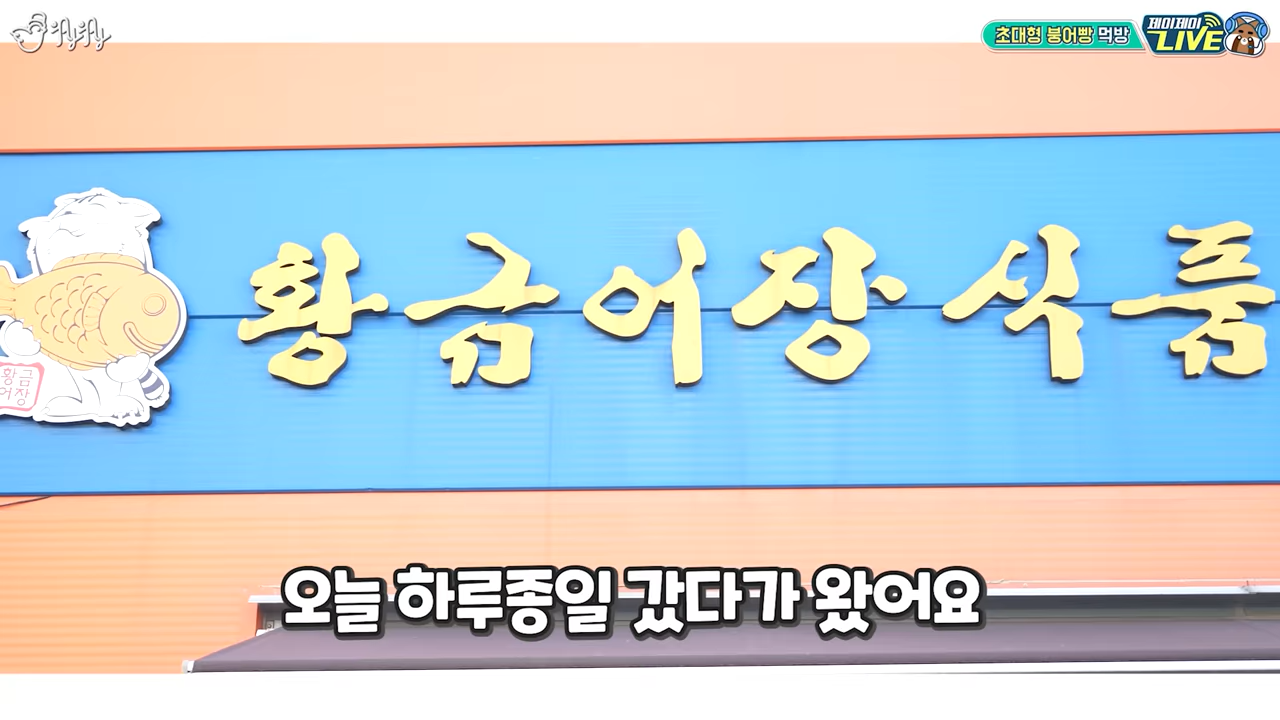 초대형 붕어빵 먹방
제이제이
LIVE
황금어장식품
황금
어장
오늘 하루종일 갔다가 왔어요